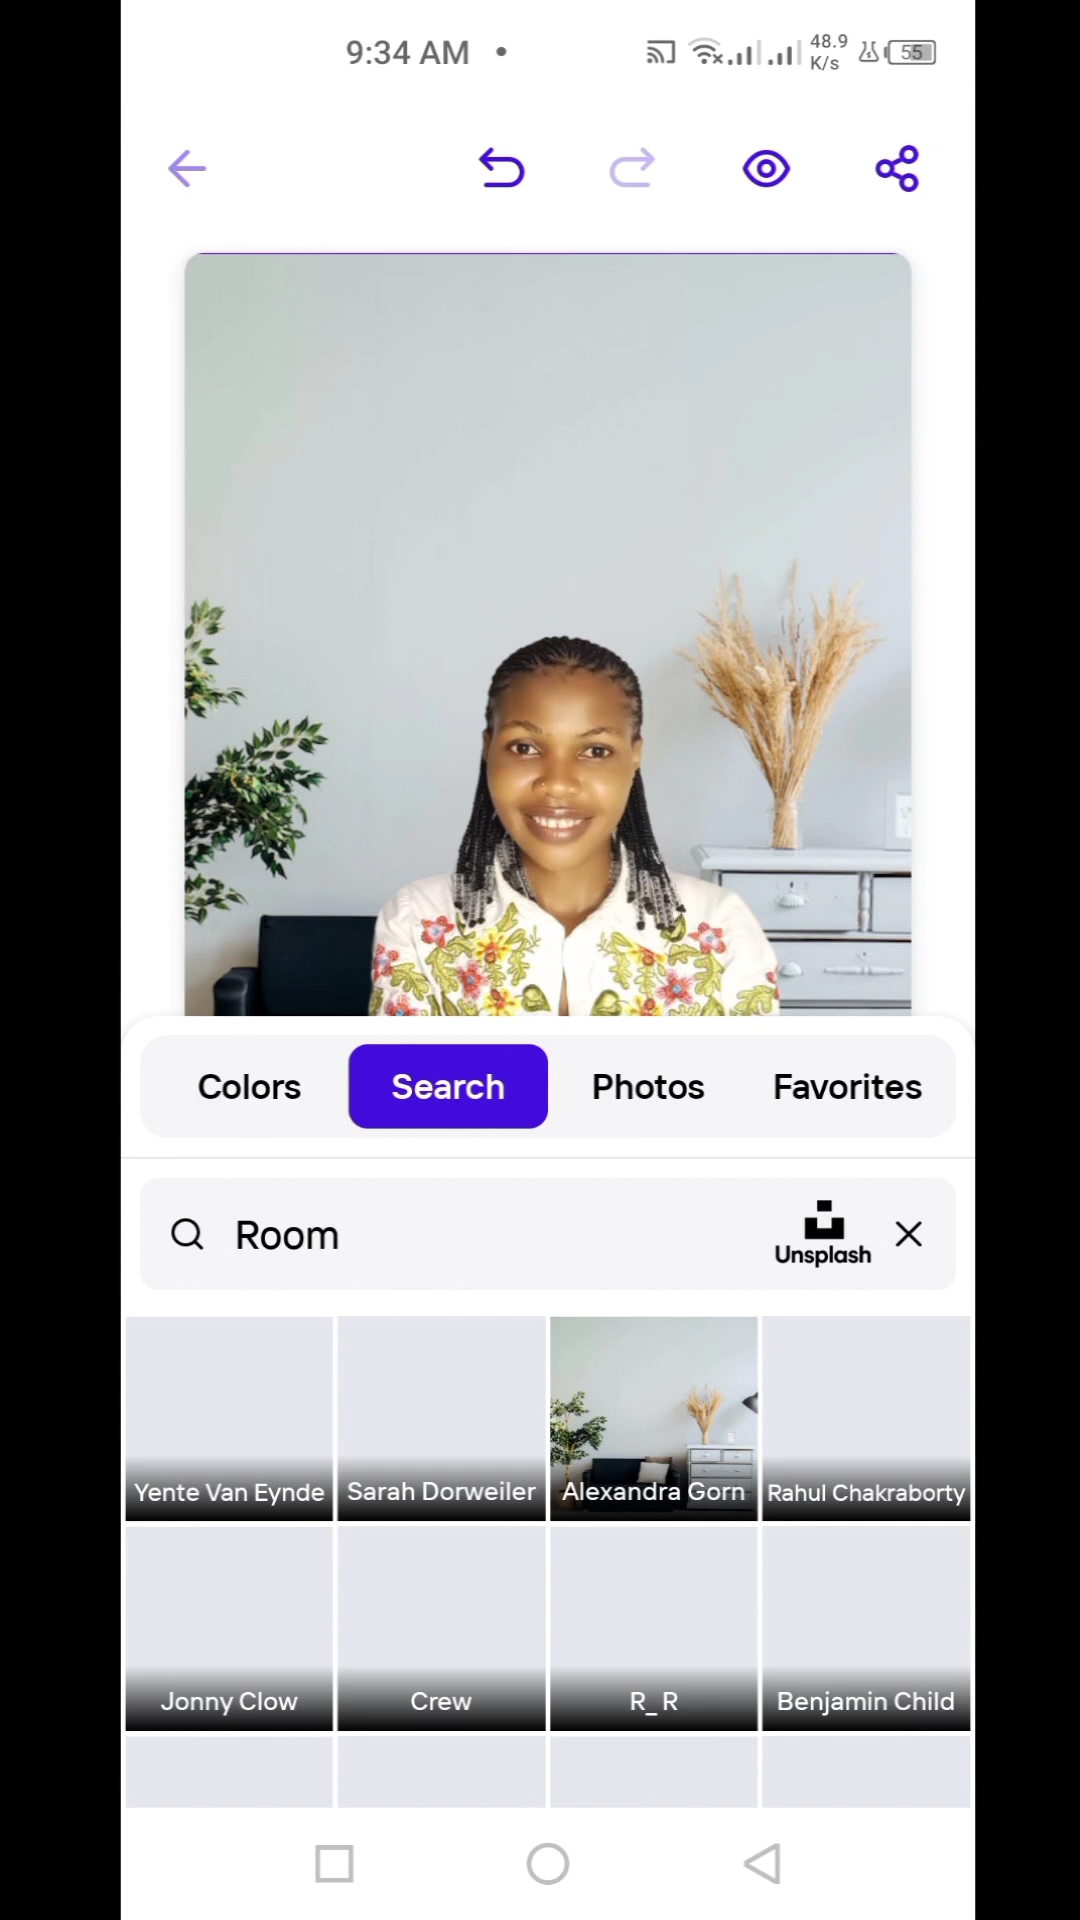 9:34 AM
48.9
K/s
55
Colors Search Photos Favorites
Room
Unsplash
Yente Van Eynde Sarah Dorweiler Alexandra Gorn Rahul Chakraborty
Jonny Clow Crew R_ R Benjamin Child